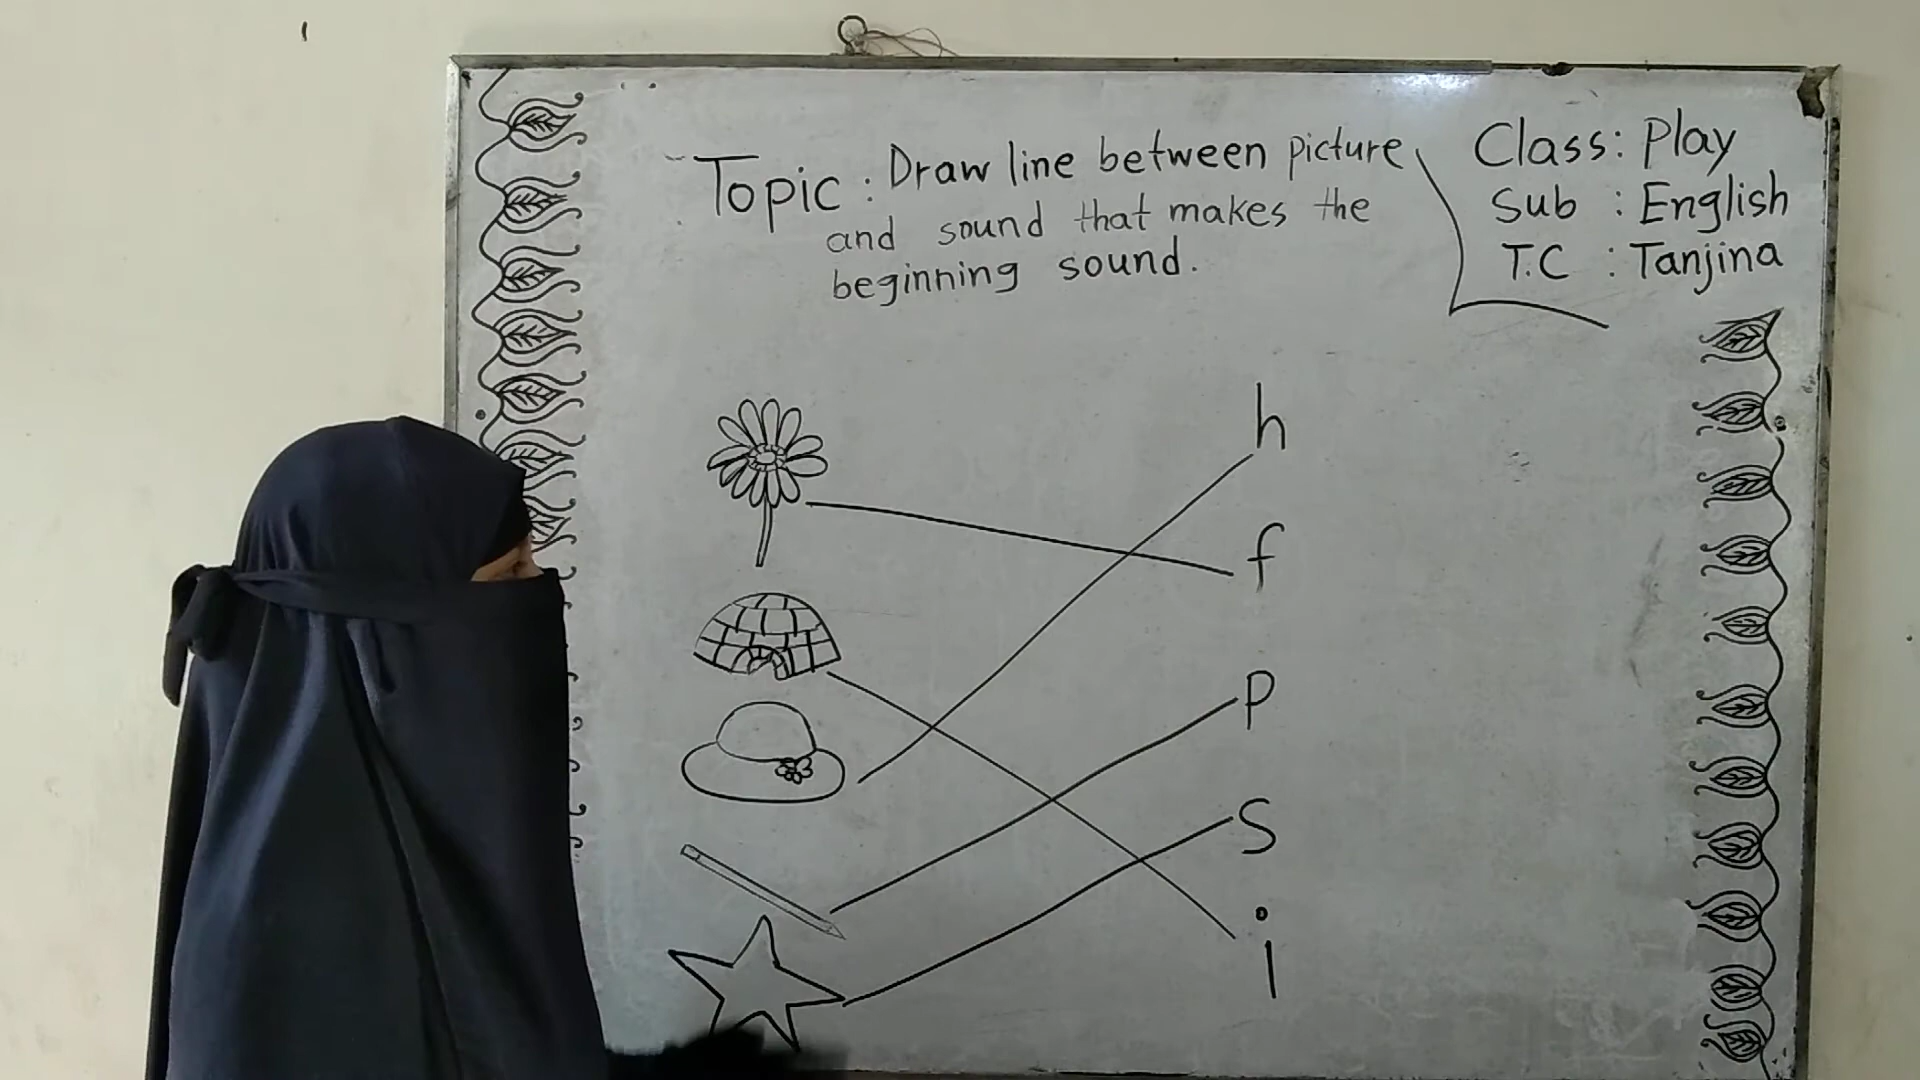 Topic : Draw line between picture
and sound that makes the
beginning sound.
Class : Play
Sub : English
T.C : Tanjina
h
f
p
S
i